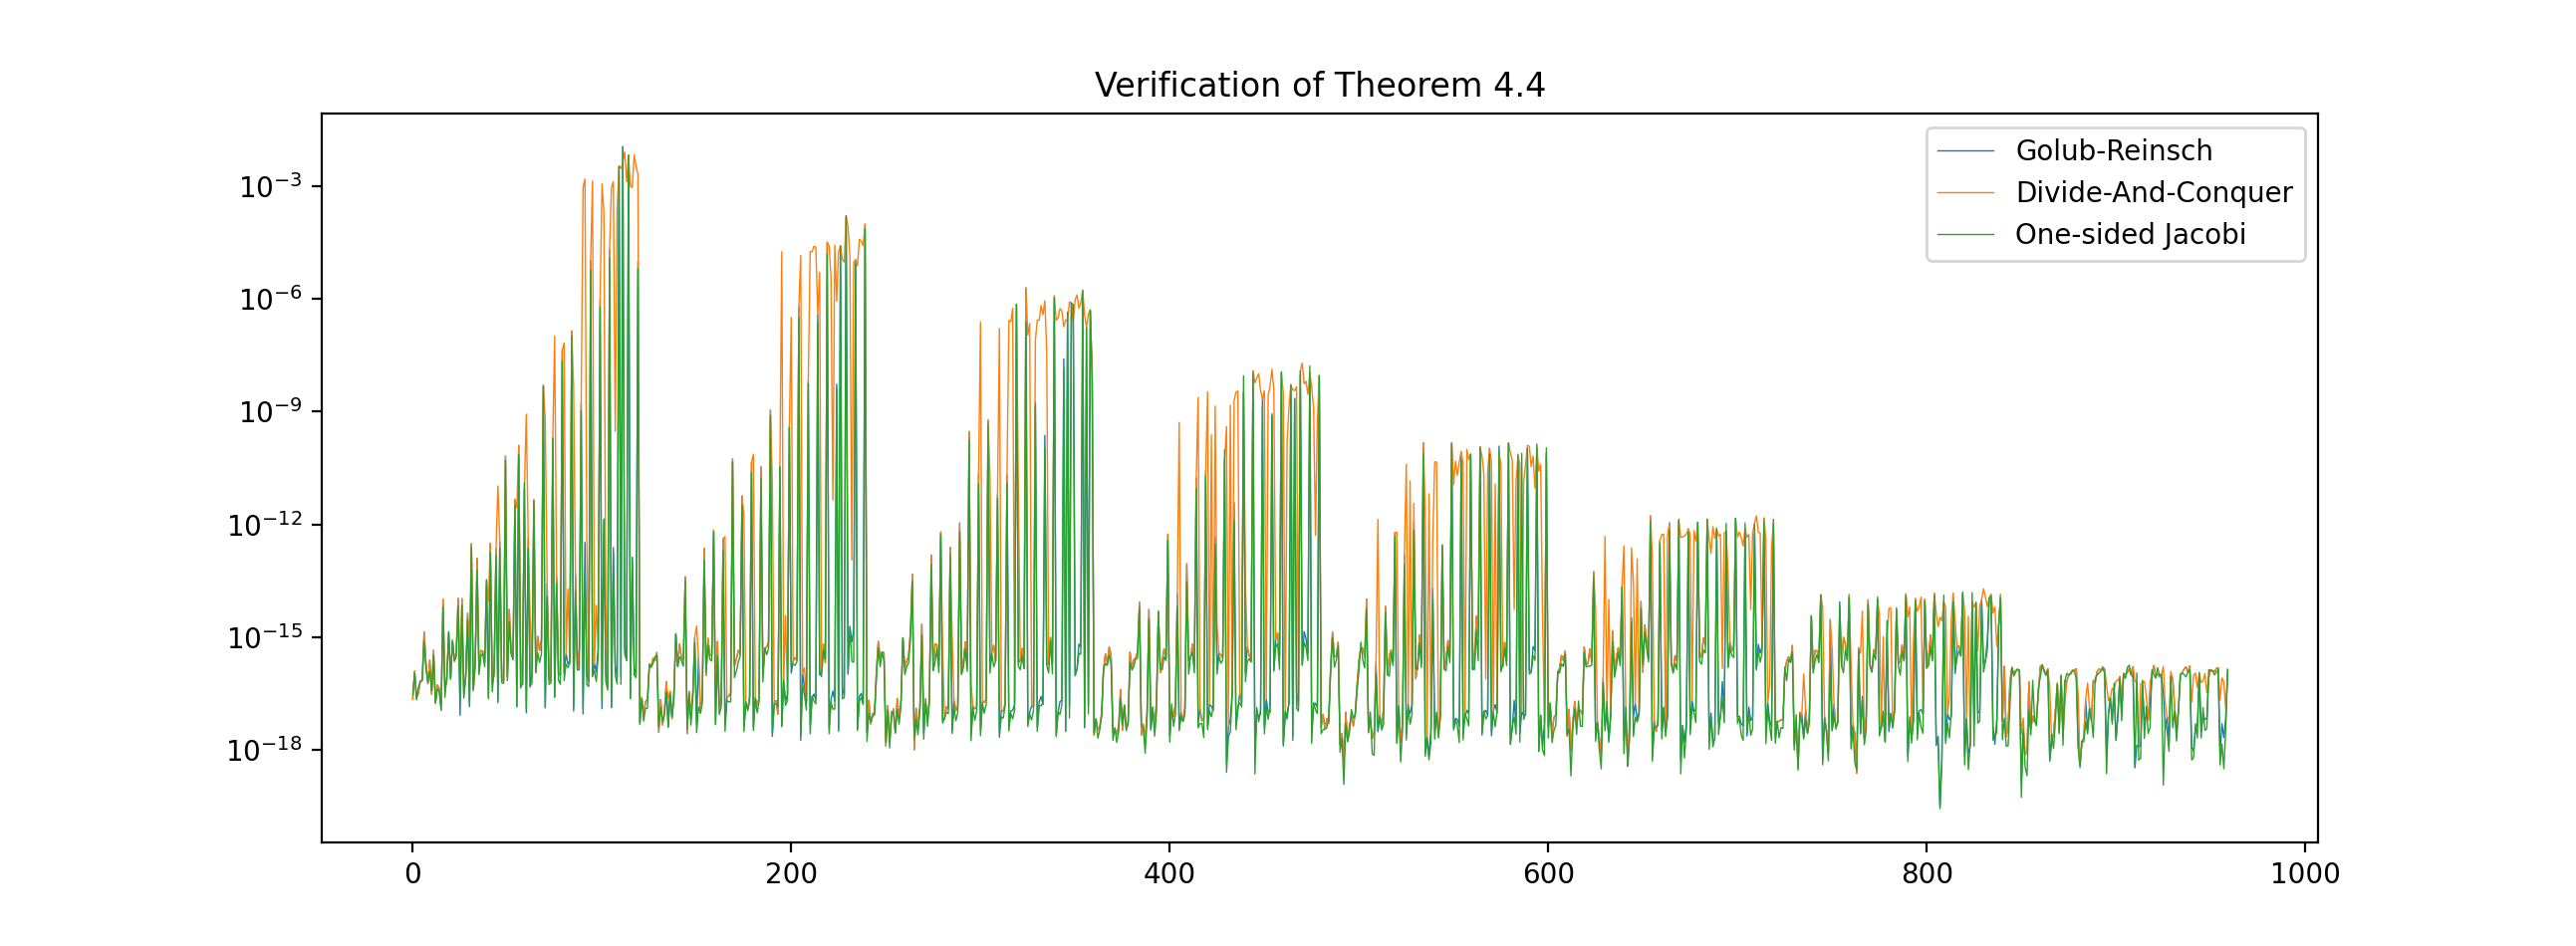 Verification of Theorem 4.4
Golub-Reinsch
Divide-And-Conquer
One-sided Jacobi
10⁻³
10⁻⁶
10⁻⁹
10⁻¹²
10⁻¹⁵
10⁻¹⁸
0 200 400 600 800 1000